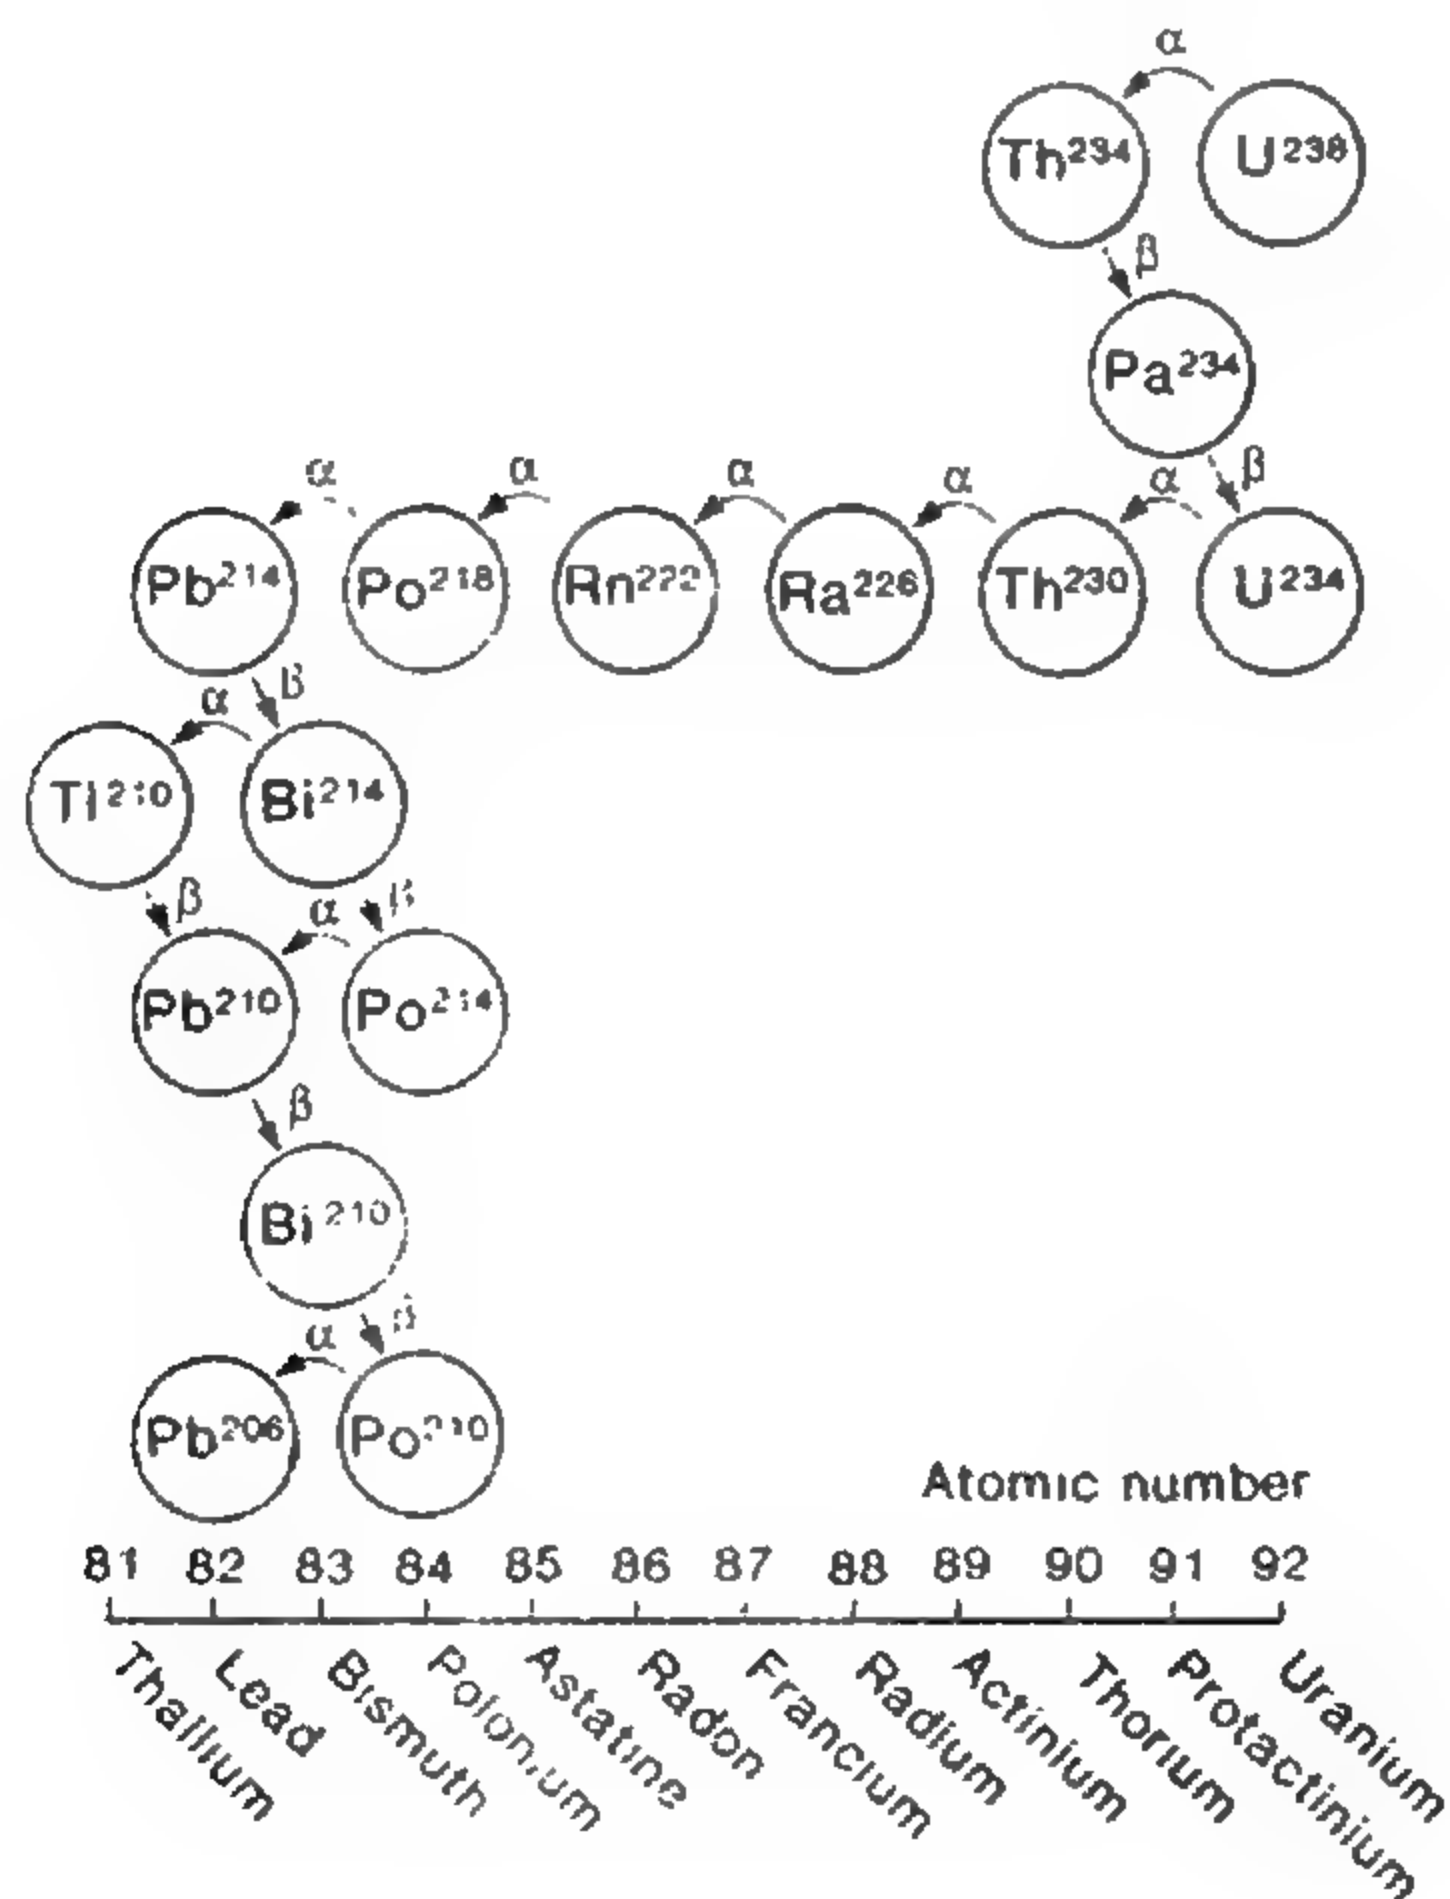 α
Th²³⁴ U²³⁸
β
Pa²³⁴
β
α α α α α
Pb²¹⁴ Po²¹⁸ Rn²²² Ra²²⁶ Th²³⁰ U²³⁴
β
α
Tl²¹⁰ Bi²¹⁴
β α β
Pb²¹⁰ Po²¹⁴
β
Bi²¹⁰
α β
Pb²⁰⁶ Po²¹⁰
Atomic number
81 82 83 84 85 86 87 88 89 90 91 92
Thallium
Lead
Bismuth
Polonium
Astatine
Radon
Francium
Radium
Actinium
Thorium
Protactinium
Uranium